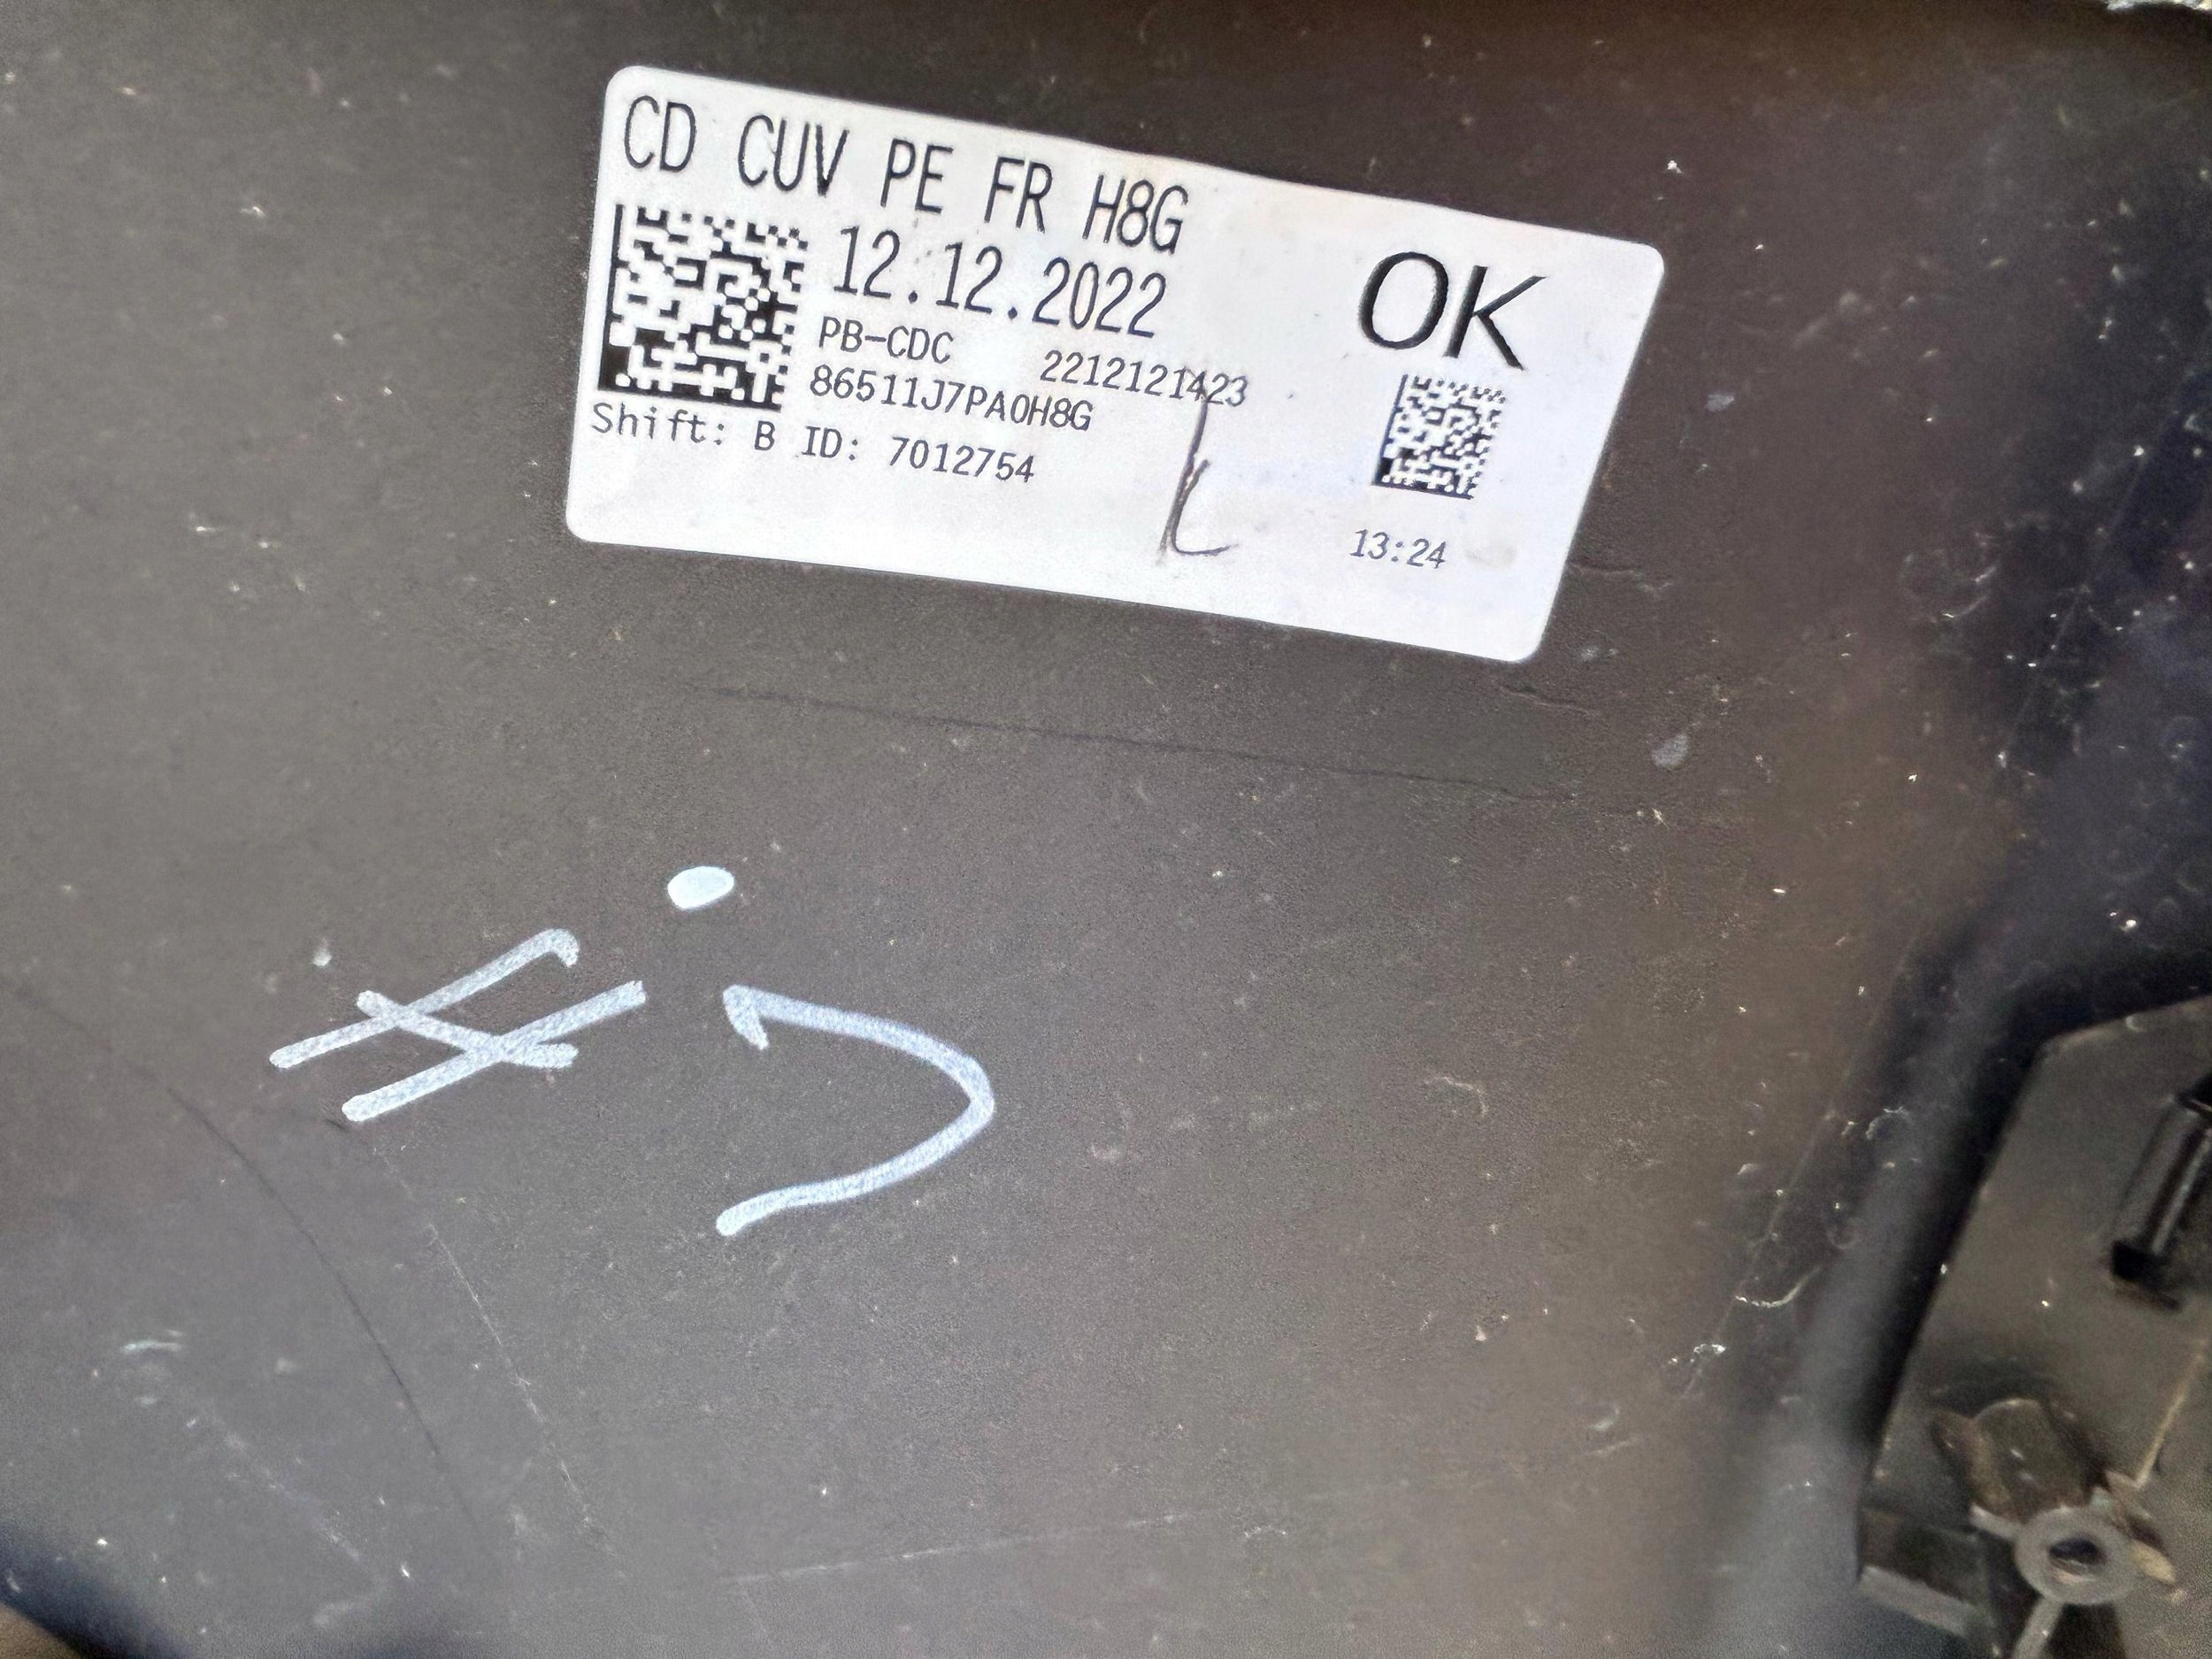 CD CUV PE FR H8G
12.12.2022
OK
PB-CDC 2212121423
86511J7PA0H8G
Shift: B ID: 7012754
13:24